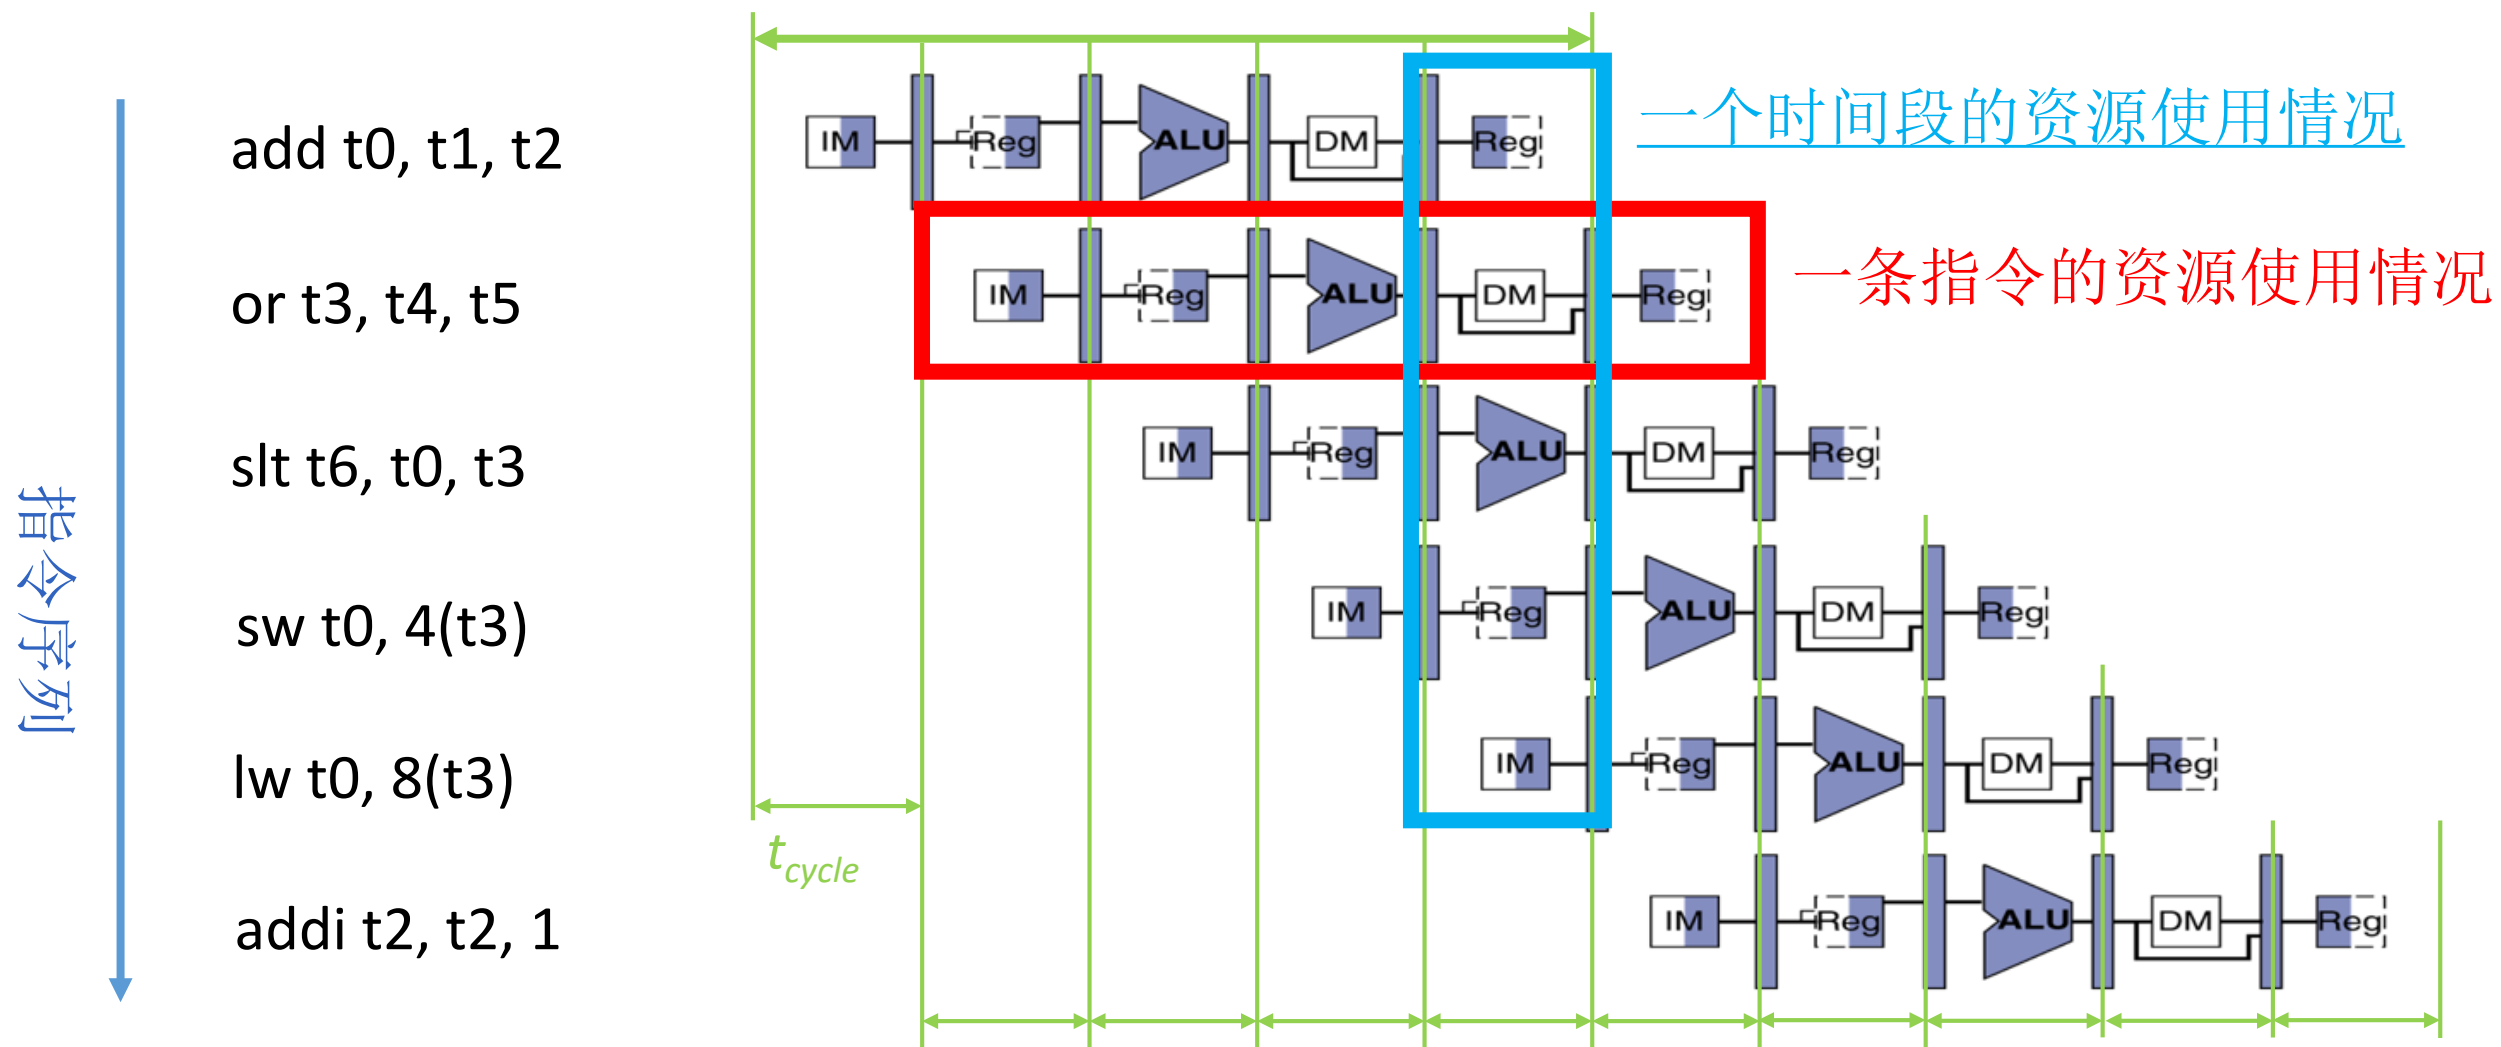 一个时间段的资源使用情况
add t0, t1, t2
IM Reg ALU DM Reg
一条指令的资源使用情况
or t3, t4, t5
IM Reg ALU DM Reg
slt t6, t0, t3
IM Reg ALU DM Reg
指令序列
sw t0, 4(t3)
IM Reg ALU DM Reg
lw t0, 8(t3)
IM Reg ALU DM Reg
tcycle
addi t2, t2, 1
IM Reg ALU DM Reg